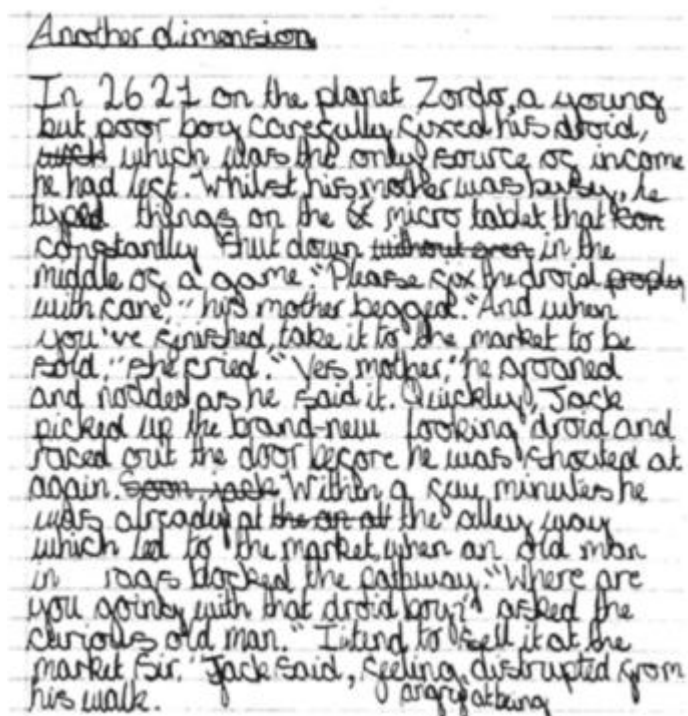 Another dimension
In 2621 on the planet Zordo, a young
but poor boy carefully fixed his droid,
which was the only source of income
he had left. Whilst his mother was busy, he
typed things on the micro tablet that
constantly shut down without even in the
middle of a game. "Please fix the droid
with care," his mother begged. "And when
you've finished, take it to the market to be
sold," she cried. "Yes mother," he groaned
and nodded as he said it. Quickly, Jack
picked up the brand-new looking droid and
raced out the door before he was shouted at
again. Soon jack Within a few minutes he
was already at the alley way
which led to the market when an old man
in rags blocked the pathway. "Where are
you going with that droid boy?" asked the
curious old man. "I itend to sell it at the
market sir." Jack said, feeling disrupted from
his walk. angry at being